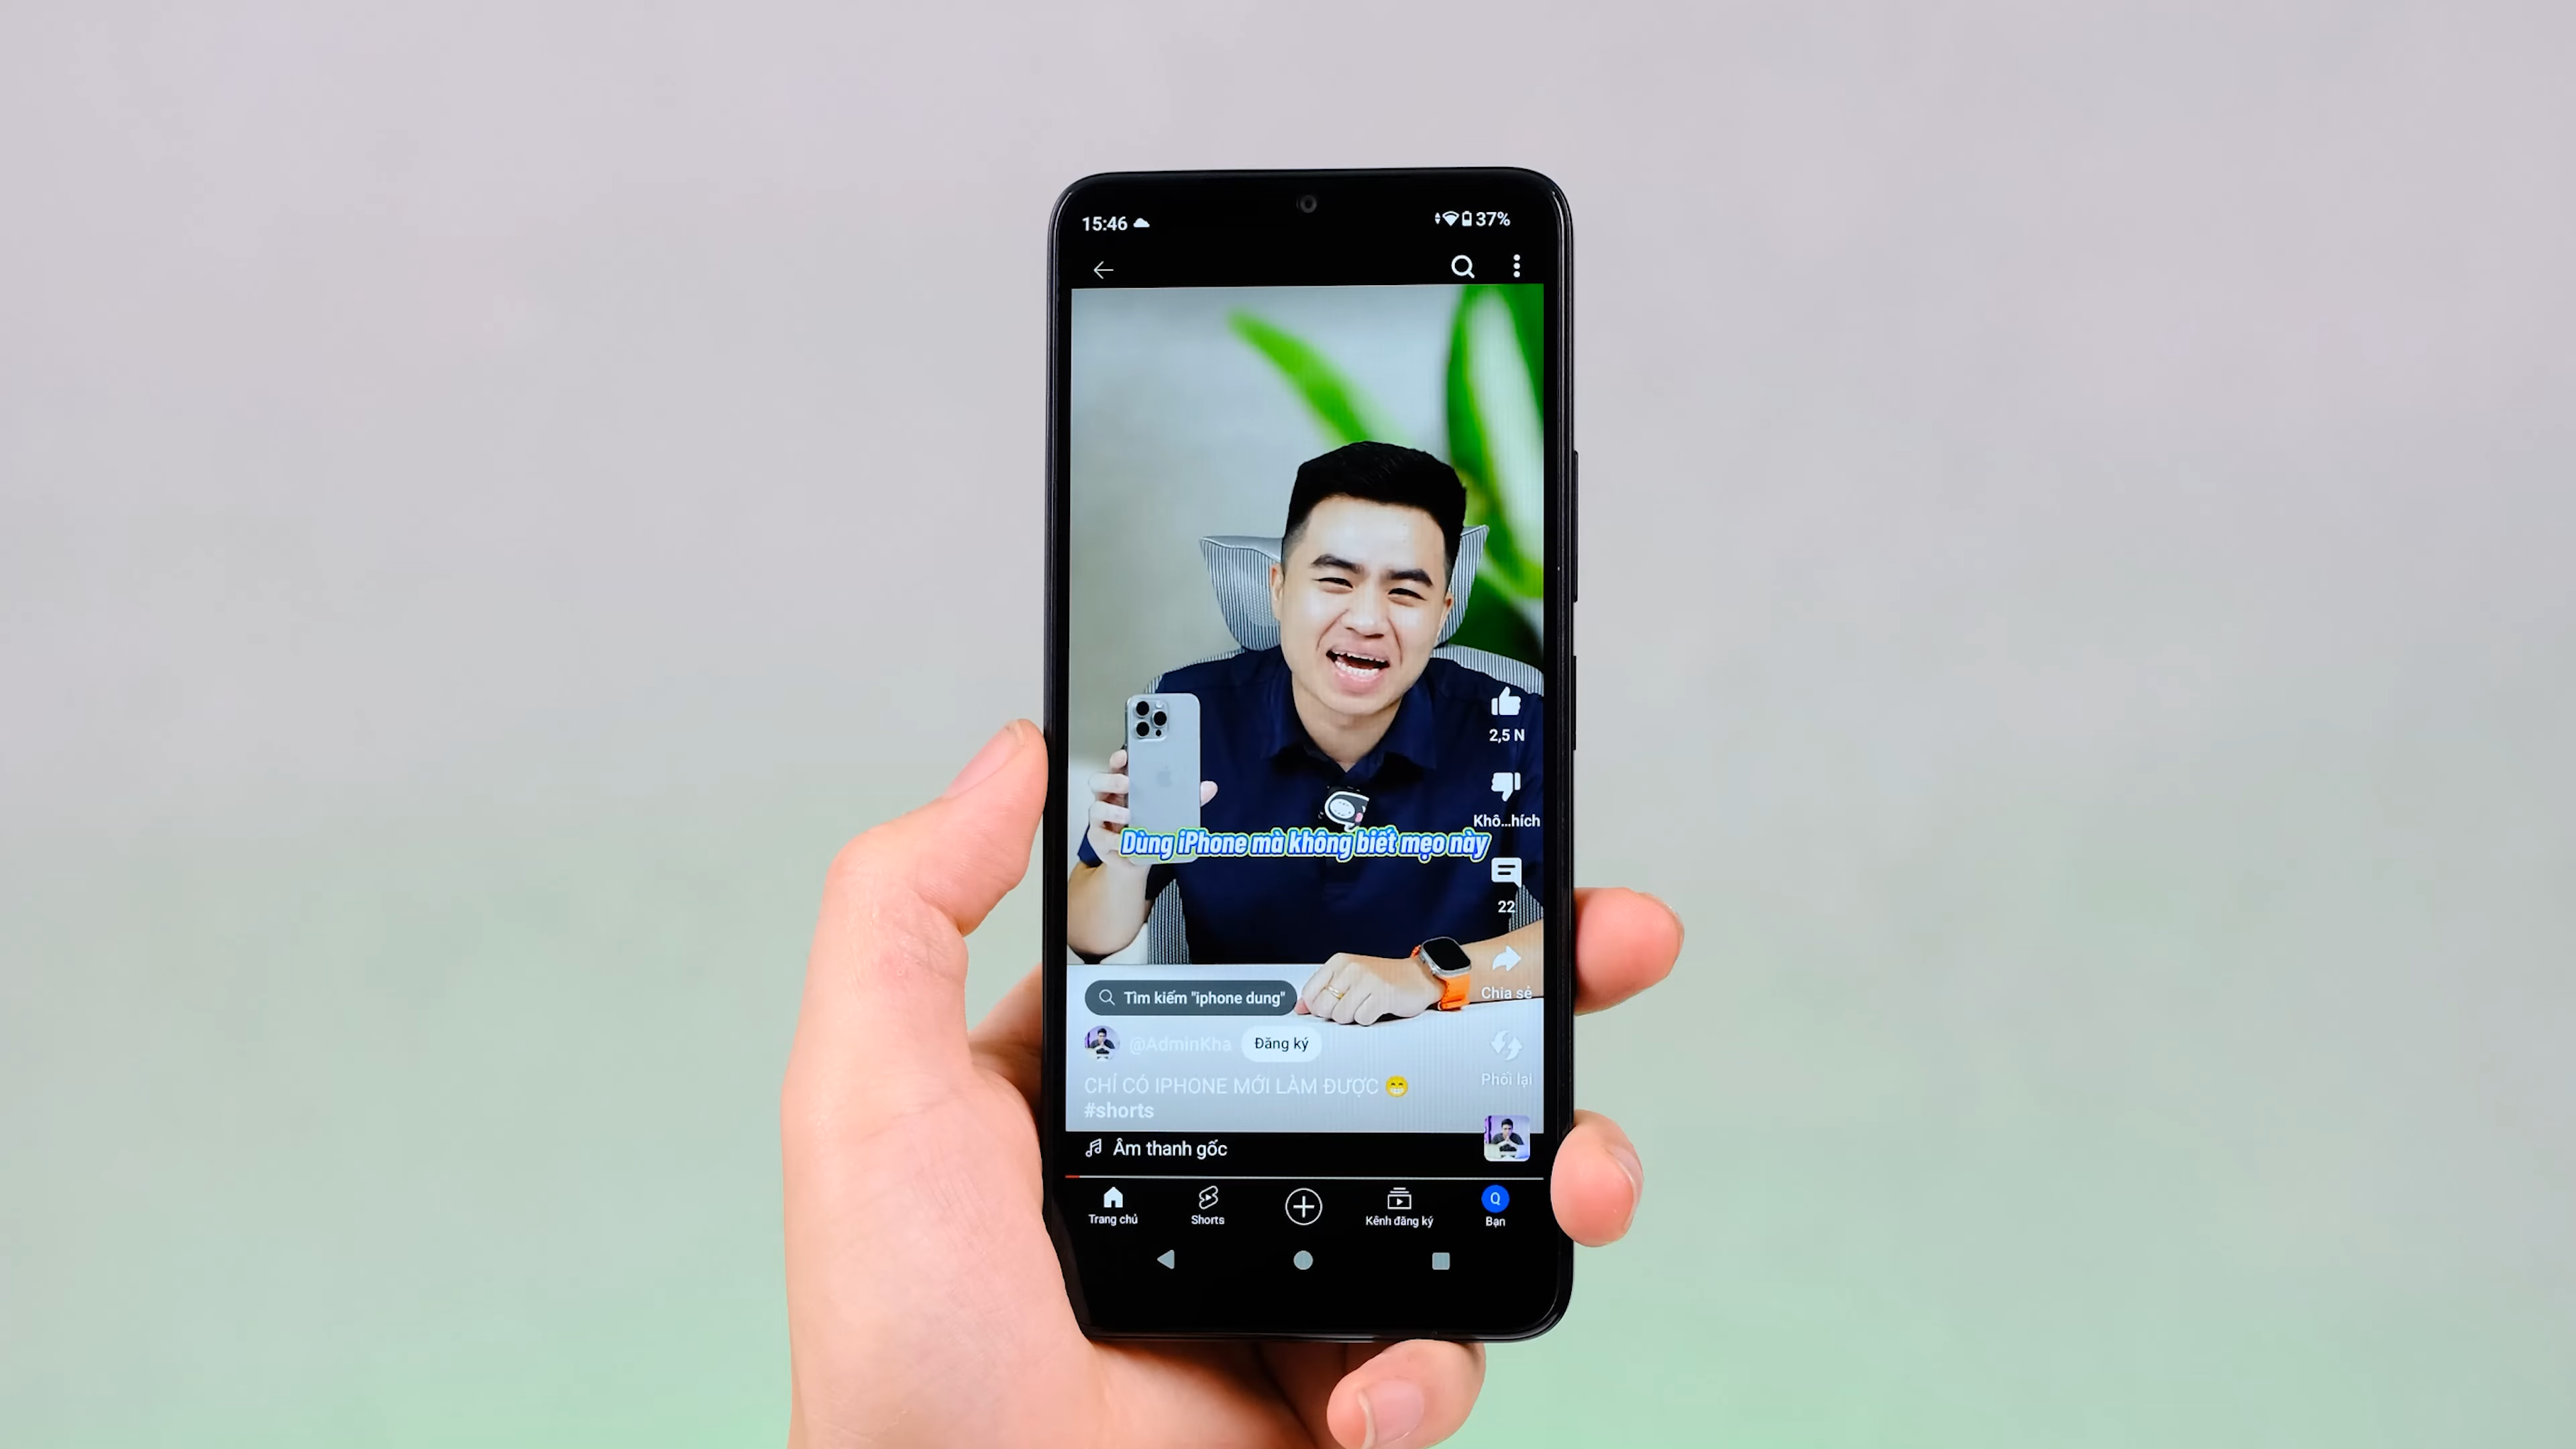 15:46
37%
2,5 N
Khô...hích
Dùng iPhone mà không biết mẹo này
22
Chia sẻ
Tìm kiếm "iphone dung"
@AdminKha
Đăng ký
CHỈ CÓ IPHONE MỚI LÀM ĐƯỢC 😁
#shorts
Phối lại
Âm thanh gốc
Trang chủ
Shorts
Kênh đăng ký
Q
Bạn